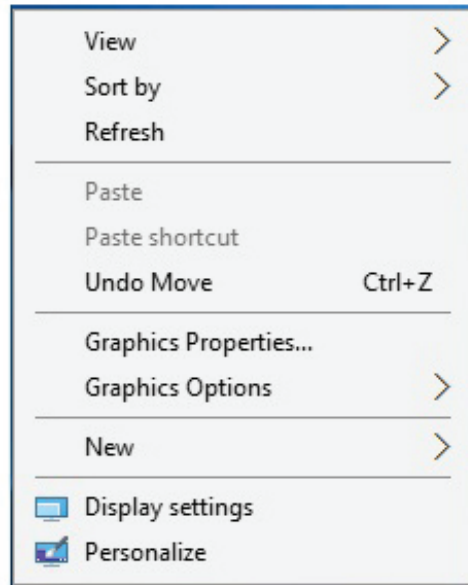 View
Sort by
Refresh
Paste
Paste shortcut
Undo Move Ctrl+Z
Graphics Properties...
Graphics Options
New
Display settings
Personalize